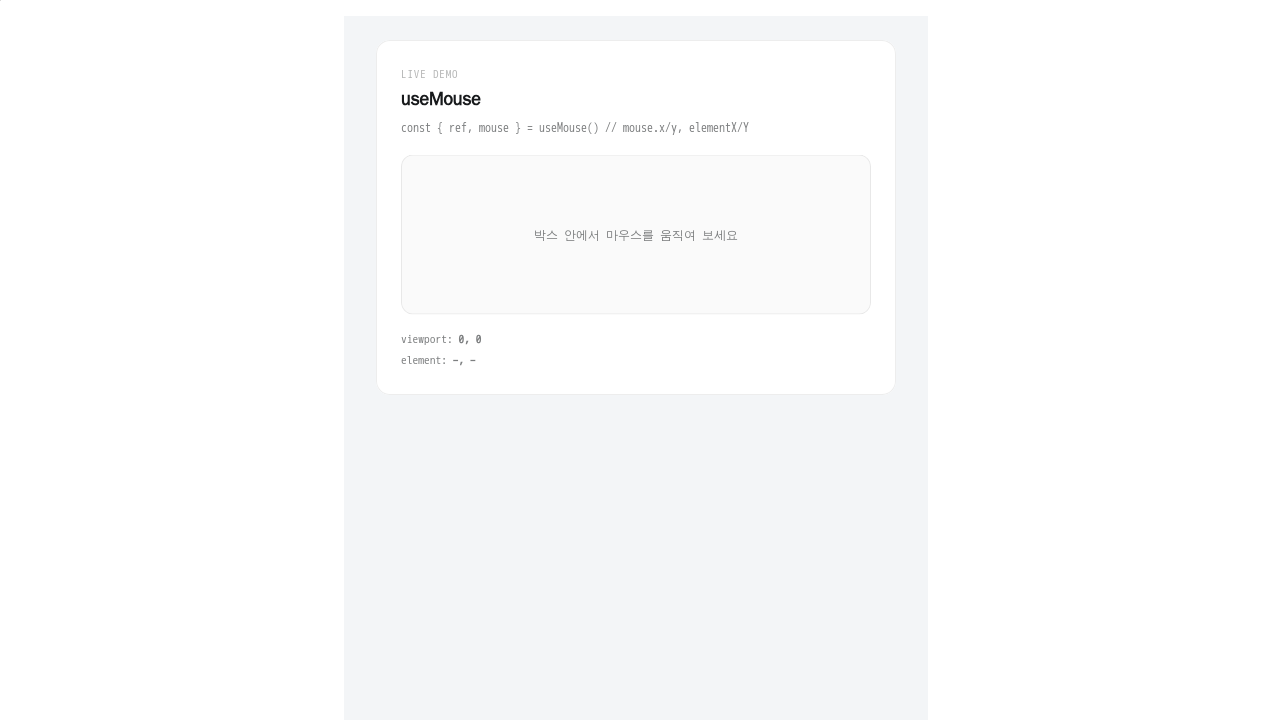 LIVE DEMO
useMouse
const { ref, mouse } = useMouse() // mouse.x/y, elementX/Y
박스 안에서 마우스를 움직여 보세요
viewport: 0, 0
element: –, –